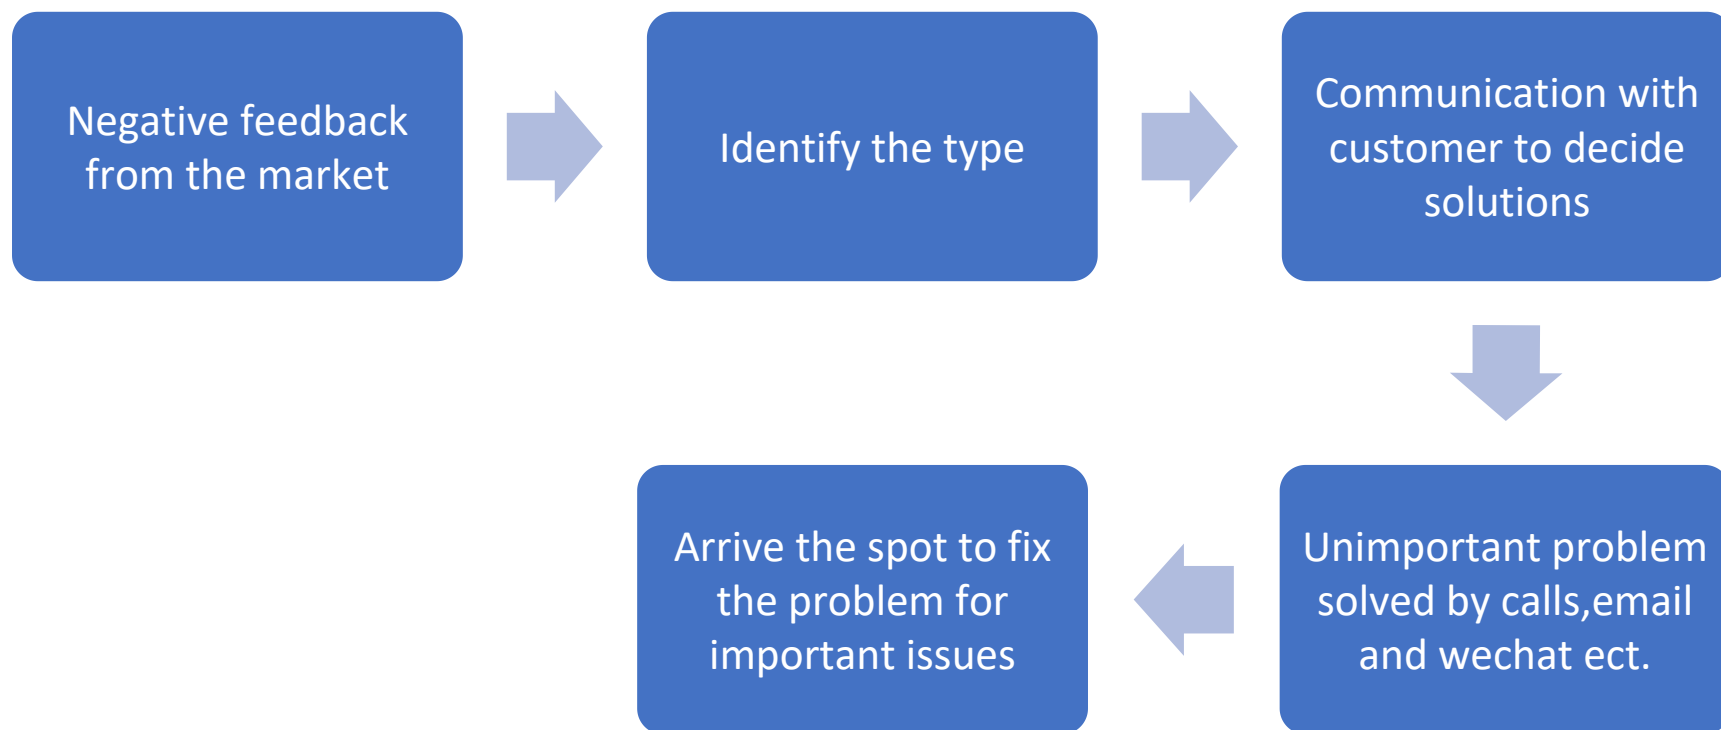 Negative feedback
from the market
Identify the type
Communication with
customer to decide
solutions
Unimportant problem
solved by calls,email
and wechat ect.
Arrive the spot to fix
the problem for
important issues